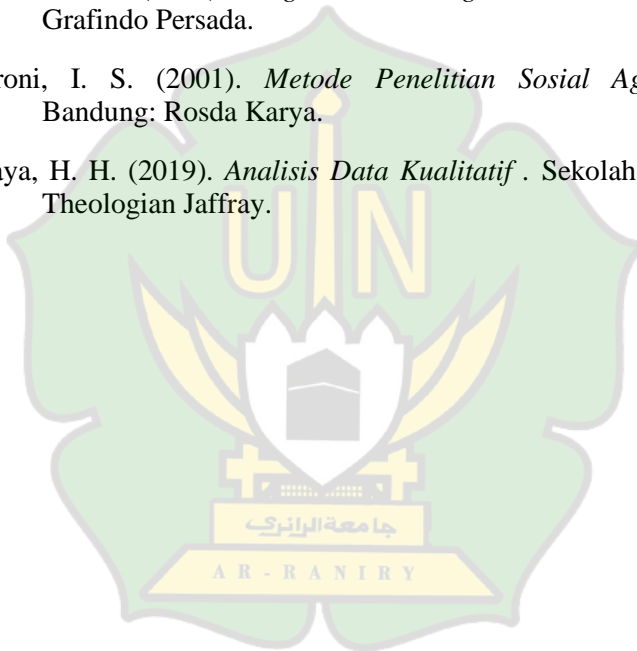 Grafindo Persada.
roni, I. S. (2001). Metode Penelitian Sosial Ag
Bandung: Rosda Karya.
aya, H. H. (2019). Analisis Data Kualitatif . Sekolah
Theologian Jaffray.
UIN
جامعة الرانري
AR-RANIRY